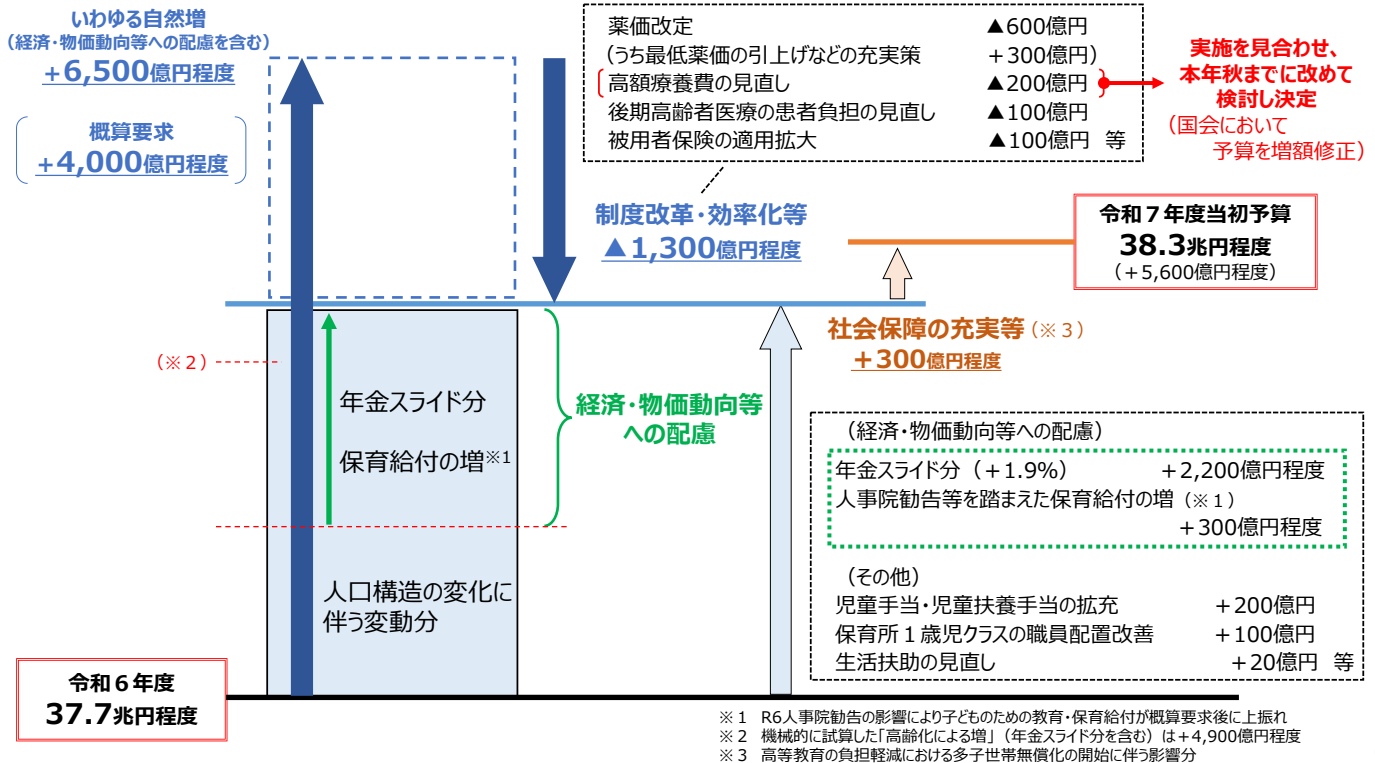 いわゆる自然増
(経済・物価動向等への配慮を含む)
+6,500億円程度
概算要求
+4,000億円程度
薬価改定 ▲600億円
(うち最低薬価の引上げなどの充実策 +300億円)
高額療養費の見直し ▲200億円
後期高齢者医療の患者負担の見直し ▲100億円
被用者保険の適用拡大 ▲100億円 等
実施を見合わせ、
本年秋までに改めて
検討し決定
(国会において
予算を増額修正)
制度改革・効率化等
▲1,300億円程度
令和7年度当初予算
38.3兆円程度
(+5,600億円程度)
社会保障の充実等(※3)
+300億円程度
(※2)
年金スライド分
保育給付の増※1
経済・物価動向等
への配慮
人口構造の変化に
伴う変動分
(経済・物価動向等への配慮)
年金スライド分(+1.9%) +2,200億円程度
人事院勧告等を踏まえた保育給付の増(※1)
+300億円程度
(その他)
児童手当・児童扶養手当の拡充 +200億円
保育所1歳児クラスの職員配置改善 +100億円
生活扶助の見直し +20億円 等
令和6年度
37.7兆円程度
※1 R6人事院勧告の影響により子どものための教育・保育給付が概算要求後に上振れ
※2 機械的に試算した「高齢化による増」(年金スライド分を含む)は+4,900億円程度
※3 高等教育の負担軽減における多子世帯無償化の開始に伴う影響分